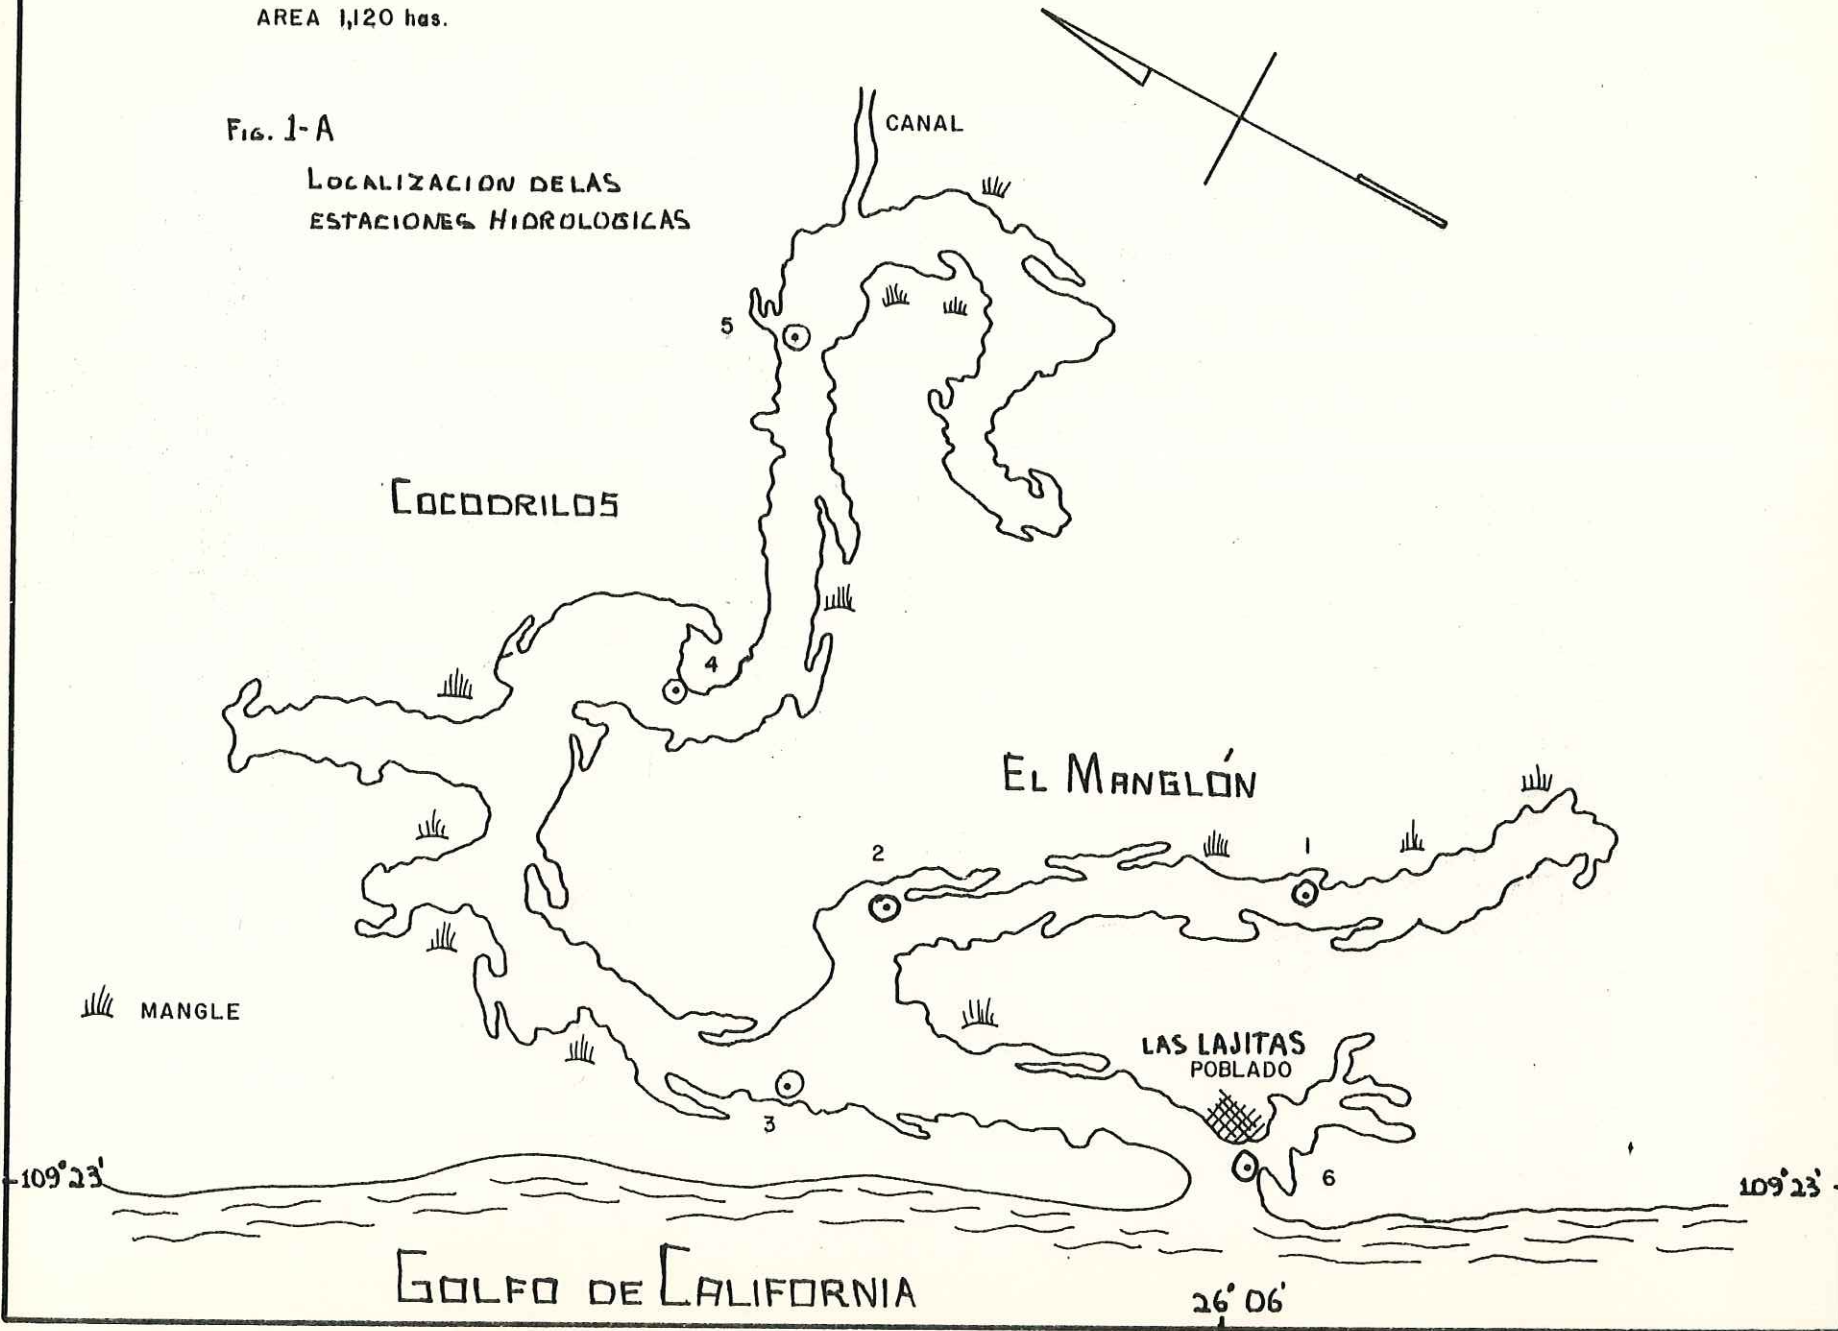 AREA 1,120 has.
FIG. 1-A
LOCALIZACION DE LAS
ESTACIONES HIDROLOGICAS
CANAL
5
COCODRILOS
4
EL MANGLÓN
2
1
MANGLE
LAS LAJITAS
POBLADO
3
6
109°23'
109°23'
GOLFO DE CALIFORNIA
26° 06'